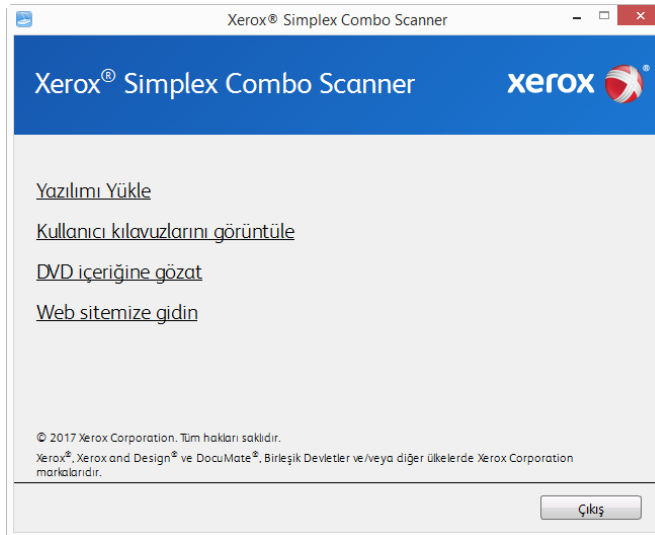 Xerox® Simplex Combo Scanner
Xerox® Simplex Combo Scanner
xerox ®
Yazılımı Yükle
Kullanıcı kılavuzlarını görüntüle
DVD içeriğine gözat
Web sitemize gidin
© 2017 Xerox Corporation. Tüm hakları saklıdır.
Xerox®, Xerox and Design® ve DocuMate®, Birleşik Devletler ve/veya diğer ülkelerde Xerox Corporation
markalarıdır.
Çıkış